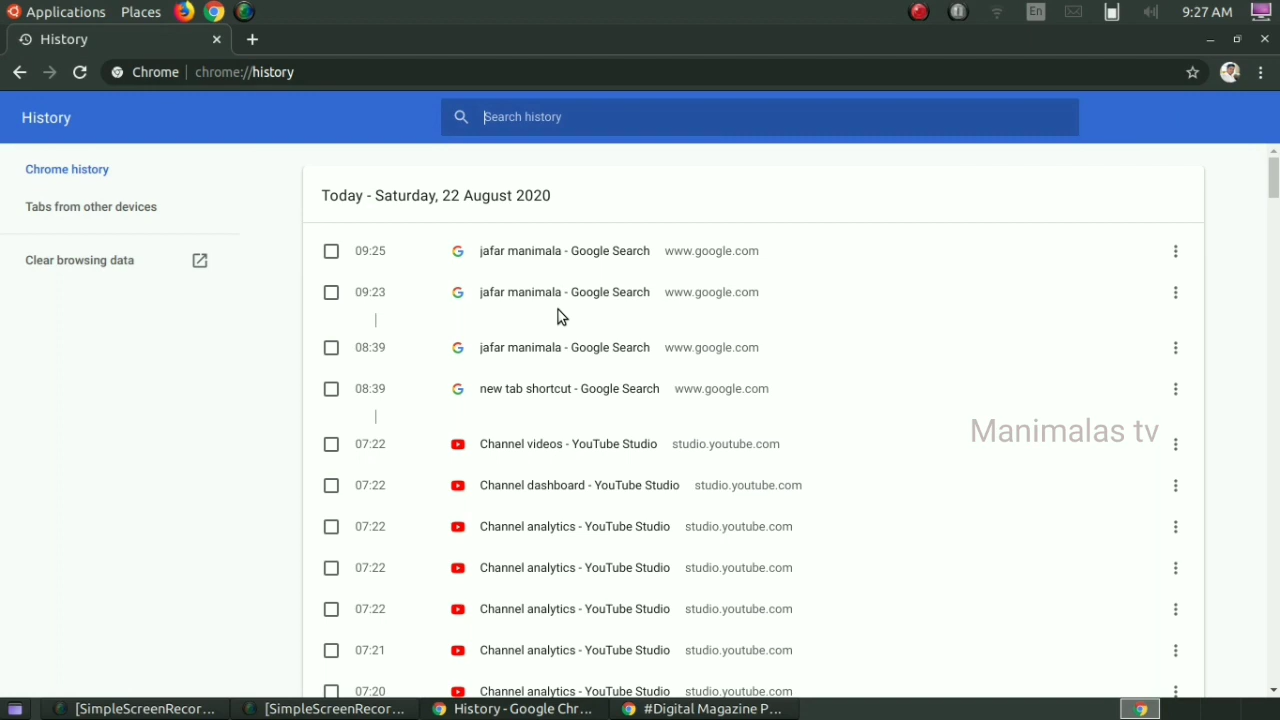 Applications Places En 9:27 AM
History
Chrome chrome://history
History Search history
Chrome history
Tabs from other devices
Clear browsing data
Today - Saturday, 22 August 2020
09:25 jafar manimala - Google Search www.google.com
09:23 jafar manimala - Google Search www.google.com
08:39 jafar manimala - Google Search www.google.com
08:39 new tab shortcut - Google Search www.google.com
Manimalas tv
07:22 Channel videos - YouTube Studio studio.youtube.com
07:22 Channel dashboard - YouTube Studio studio.youtube.com
07:22 Channel analytics - YouTube Studio studio.youtube.com
07:22 Channel analytics - YouTube Studio studio.youtube.com
07:22 Channel analytics - YouTube Studio studio.youtube.com
07:21 Channel analytics - YouTube Studio studio.youtube.com
07:20 Channel analytics - YouTube Studio studio.youtube.com
[SimpleScreenRecor... [SimpleScreenRecor... History - Google Chr... #Digital Magazine P...